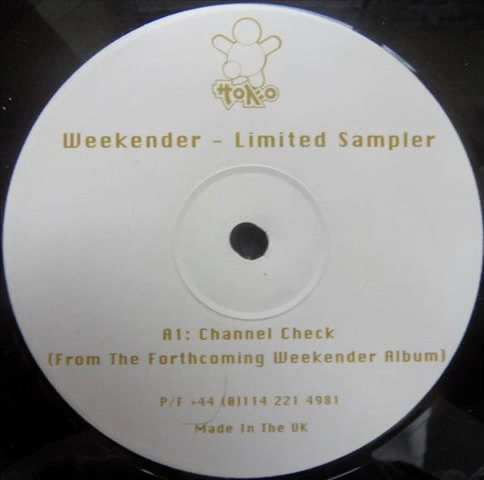 TOKO
Weekender - Limited Sampler
A1: Channel Check
(From The Forthcoming Weekender Album)
P/F +44 (0)114 221 4981
Made In The UK